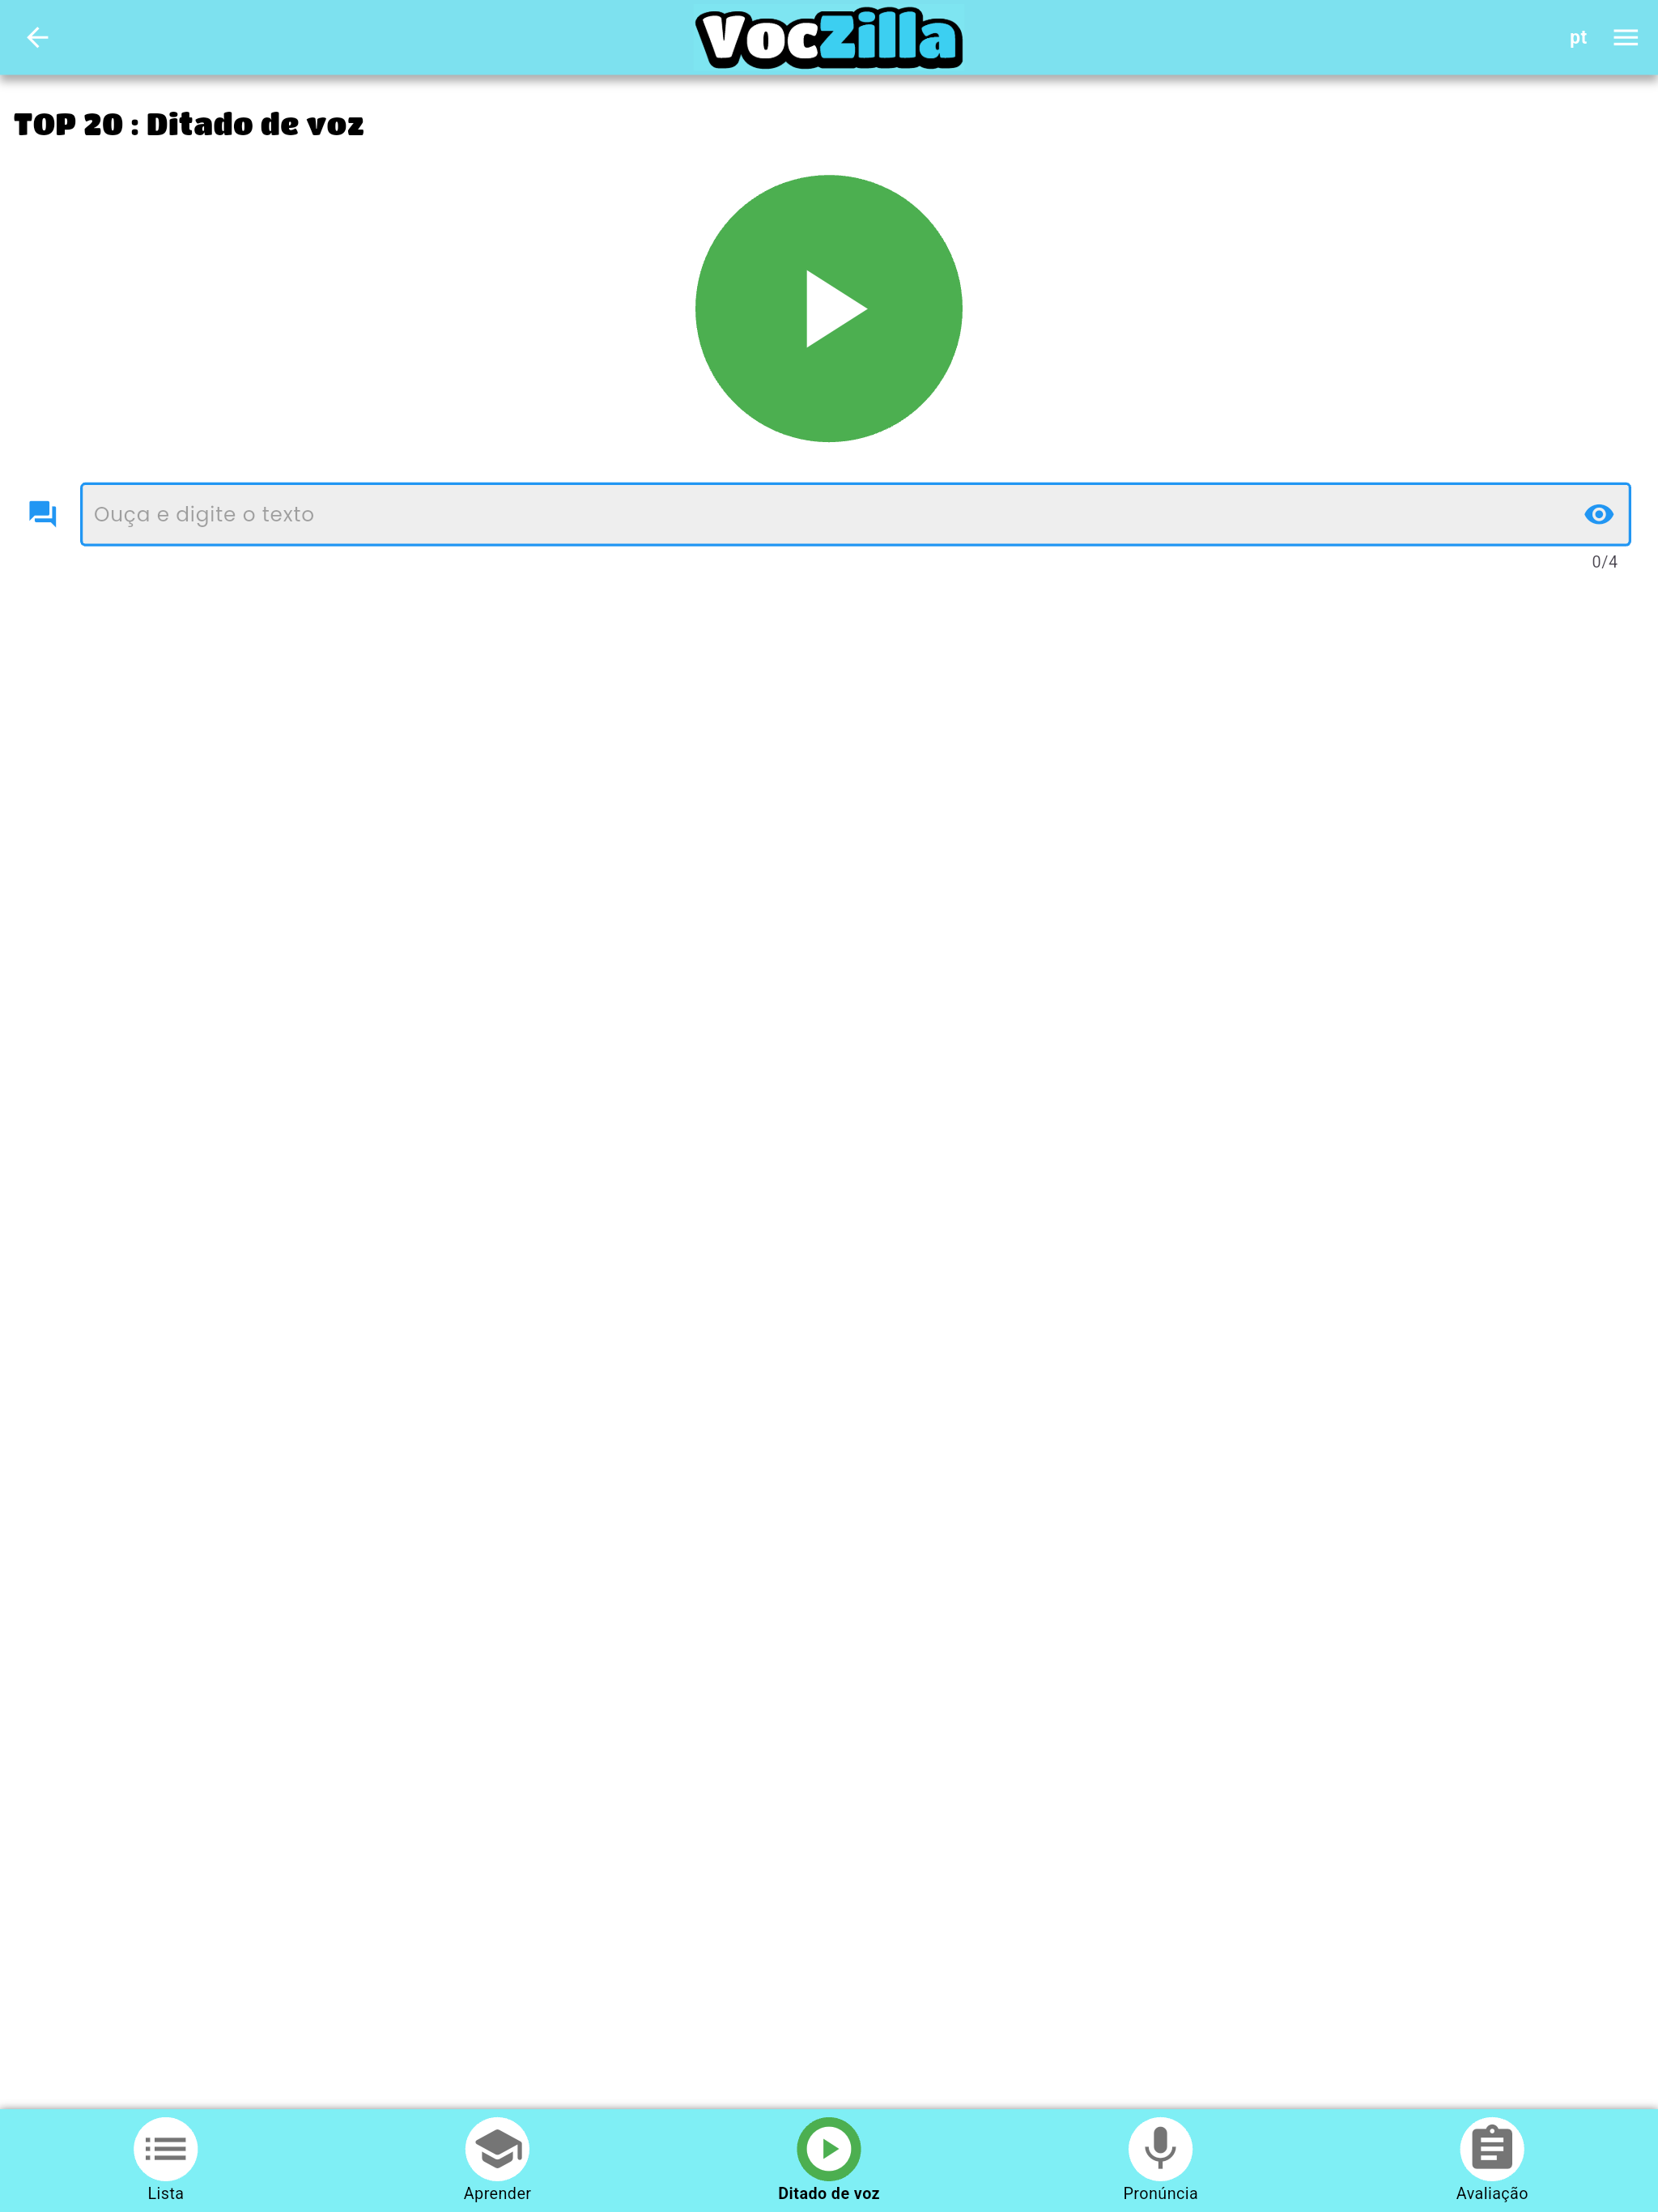 VocZilla
pt
TOP 20 : Ditado de voz
Ouça e digite o texto
0/4
Lista
Aprender
Ditado de voz
Pronúncia
Avaliação